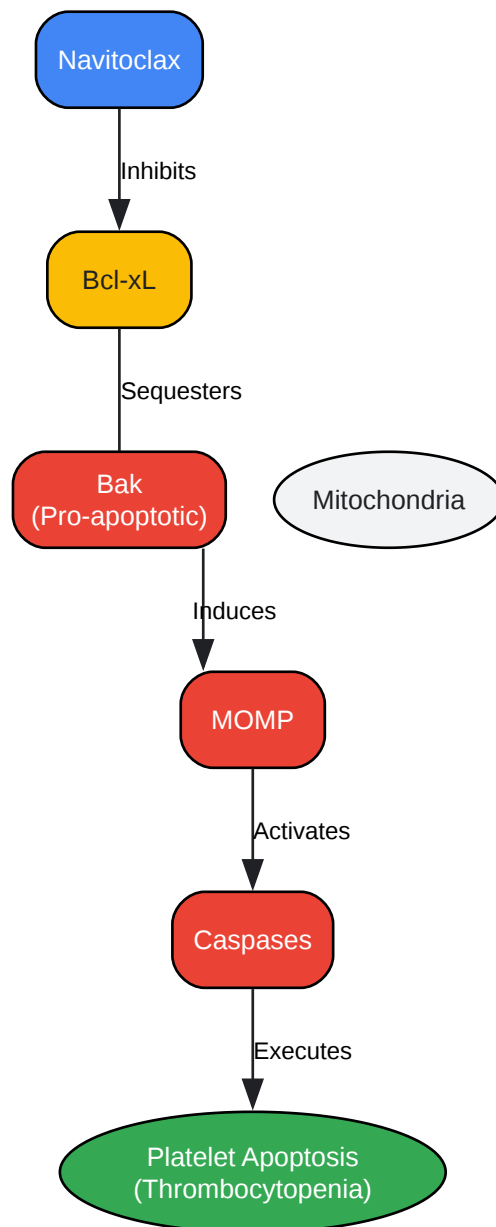 Navitoclax
Inhibits
Bcl-xL
Sequesters
Bak
(Pro-apoptotic)
Mitochondria
Induces
MOMP
Activates
Caspases
Executes
Platelet Apoptosis
(Thrombocytopenia)